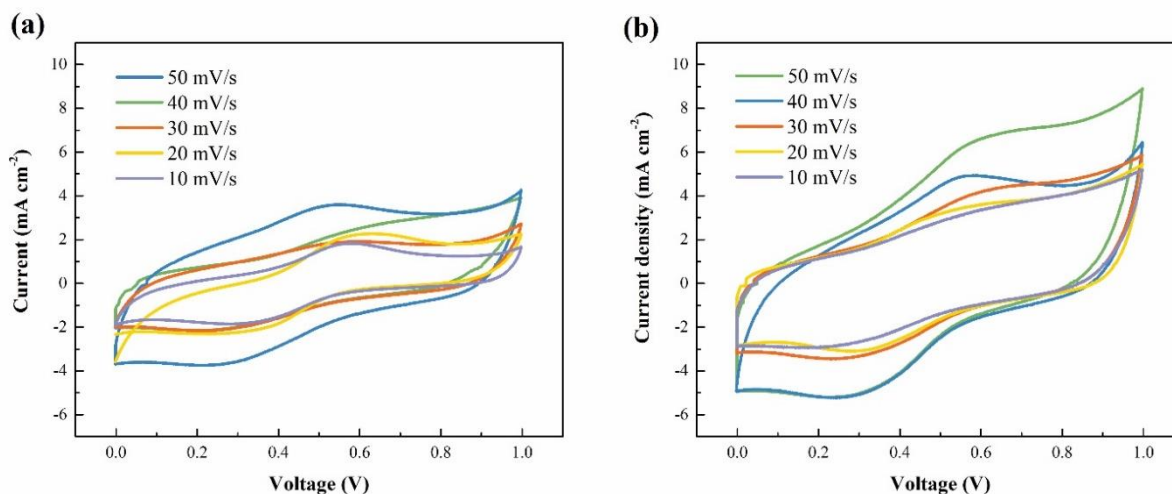 (a)
10
8
6
4
2
0
-2
-4
-6
Current (mA cm-2)
50 mV/s
40 mV/s
30 mV/s
20 mV/s
10 mV/s
0.0 0.2 0.4 0.6 0.8 1.0
Voltage (V)
(b)
10
8
6
4
2
0
-2
-4
-6
Current density (mA cm-2)
50 mV/s
40 mV/s
30 mV/s
20 mV/s
10 mV/s
0.0 0.2 0.4 0.6 0.8 1.0
Voltage (V)